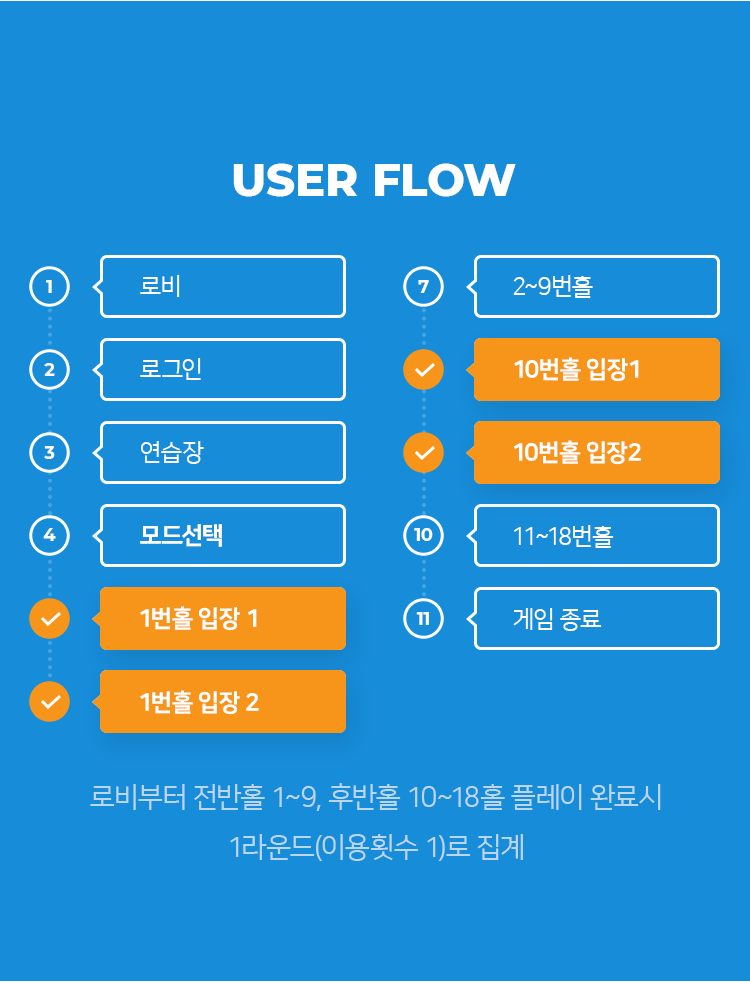 USER FLOW
1 로비
2 로그인
3 연습장
4 모드선택
1번홀 입장 1
1번홀 입장 2
7 2~9번홀
10번홀 입장1
10번홀 입장2
10 11~18번홀
11 게임 종료
로비부터 전반홀 1~9, 후반홀 10~18홀 플레이 완료시
1라운드(이용횟수 1)로 집계